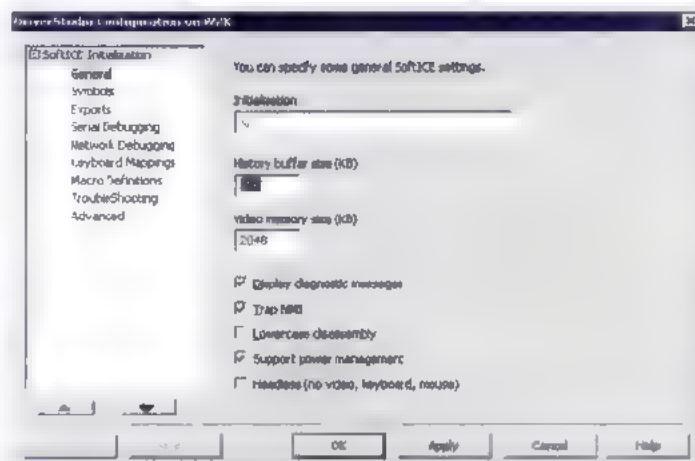 DriverStudio Configuration on W2K
SoftICE Initialization
General
Symbols
Exports
Serial Debugging
Network Debugging
Keyboard Mappings
Macro Definitions
TroubleShooting
Advanced
You can specify some general SoftICE settings.
Initialization
History buffer size (KB)
Video memory size (KB)
2048
Display diagnostic messages
Trap NMI
Lowercase disassembly
Support power management
Headless (no video, keyboard, mouse)
OK
Apply
Cancel
Help